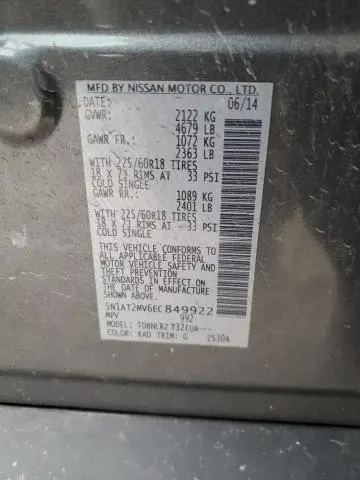 MFD BY NISSAN MOTOR CO., LTD.
DATE: 06/14
GVWR: 2122 KG
4679 LB
GAWR FR.: 1072 KG
2363 LB
WITH 225/60R18 TIRES
18 X 7J RIMS AT 33 PSI
COLD SINGLE
GAWR RR.: 1089 KG
2401 LB
WITH 225/60R18 TIRES
18 X 7J RIMS AT 33 PSI
COLD SINGLE
THIS VEHICLE CONFORMS TO
ALL APPLICABLE FEDERAL
MOTOR VEHICLE SAFETY AND
THEFT PREVENTION
STANDARDS IN EFFECT ON
THE DATE OF MANUFACTURE
SHOWN ABOVE.
5N1AT2MV6EC 849922
MPV 992
MODEL: TDBNLR2 Y32EUA---
COLOR: KAD TRIM: G ZS30A